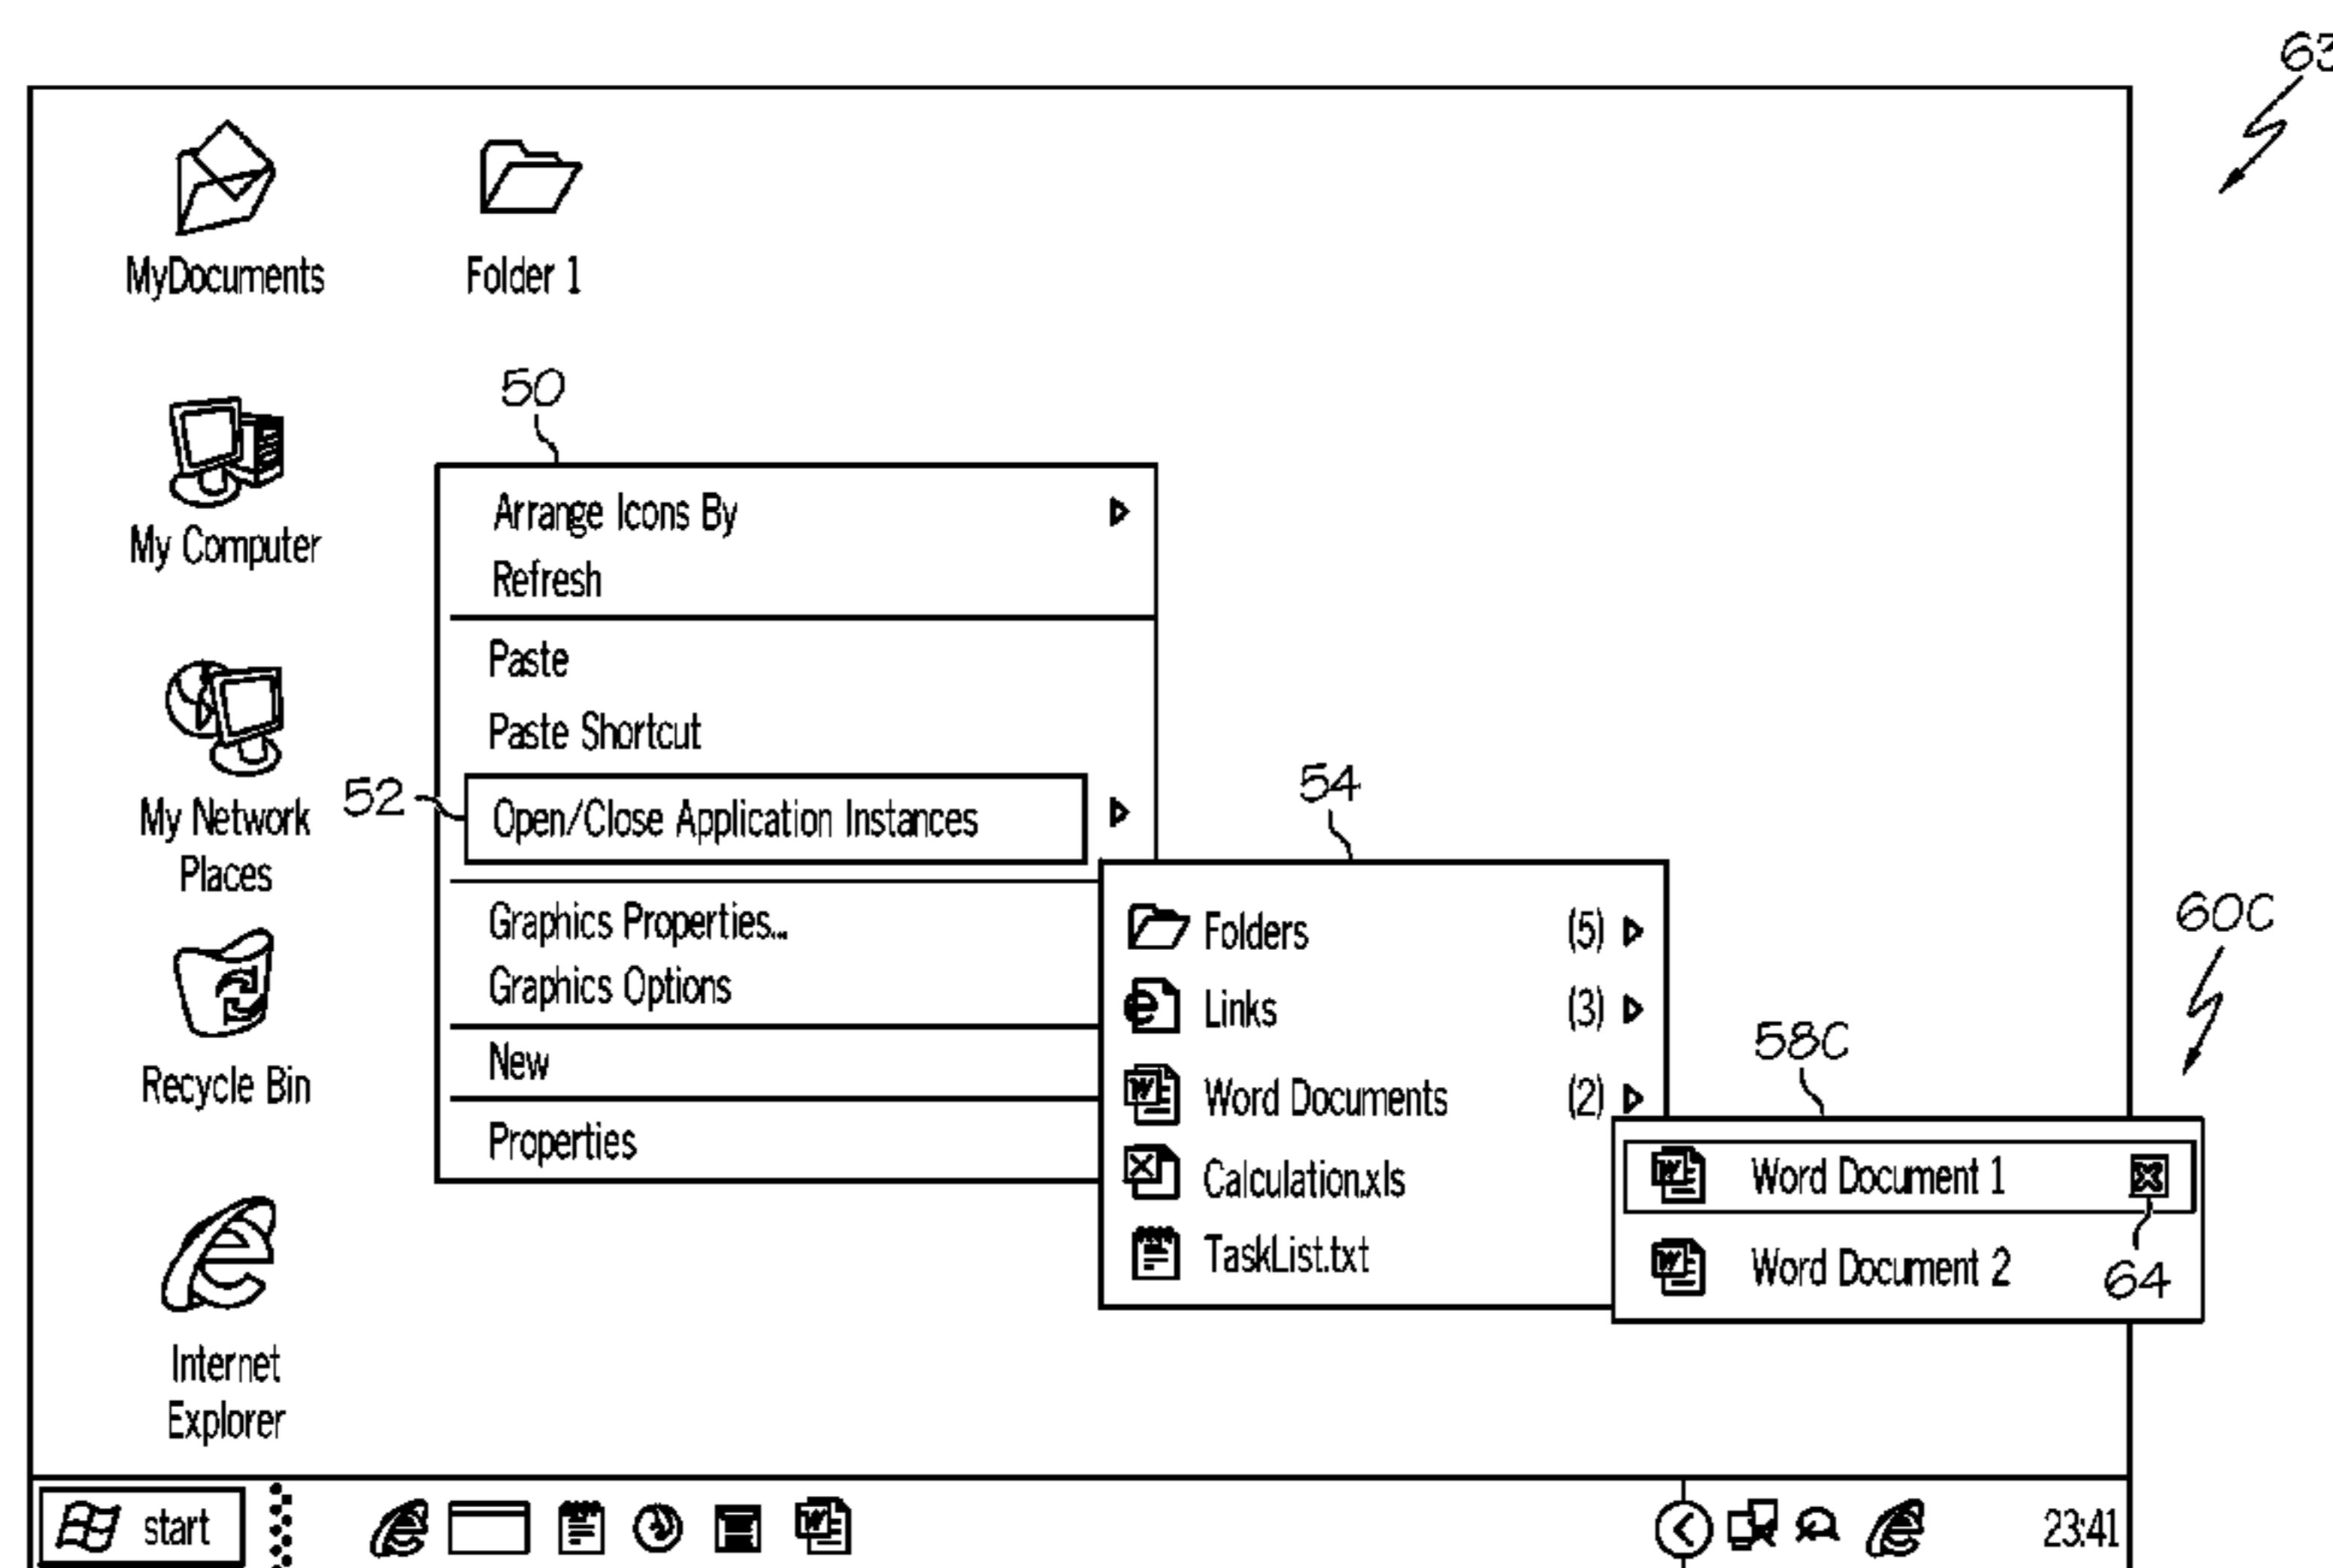 63
MyDocuments
Folder 1
50
My Computer
Arrange Icons By
Refresh
Paste
Paste Shortcut
My Network
Places
52
Open/Close Application Instances
54
Graphics Properties...
Graphics Options
New
Properties
Recycle Bin
Folders (5)
Links (3)
Word Documents (2)
Calculation.xls
TaskList.txt
60C
58C
Word Document 1
Word Document 2
64
Internet
Explorer
start
23:41